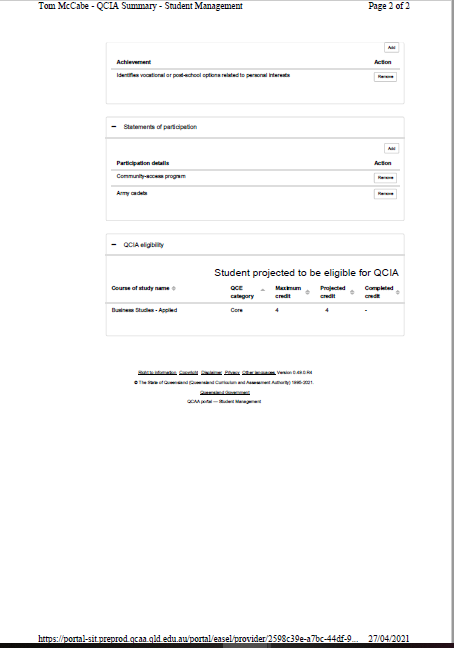 Tom McCabe - QCIA Summary - Student Management Page 2 of 2
Add
Achievement Action
Identifies vocational or post-school options related to personal interests Remove
− Statements of participation
Add
Participation details Action
Community-access program Remove
Army cadets Remove
− QCIA eligibility
Student projected to be eligible for QCIA
Course of study name QCE category Maximum credit Projected credit Completed credit
Business Studies - Applied Core 4 4 -
Right to information Copyright Disclaimer Privacy Other languages Version 0.49.0.R4
© The State of Queensland (Queensland Curriculum and Assessment Authority) 1995-2021.
Queensland Government
QCAA portal — Student Management
https://portal-sit.preprod.qcaa.qld.edu.au/portal/easel/provider/2598c39e-a7bc-44df-9... 27/04/2021